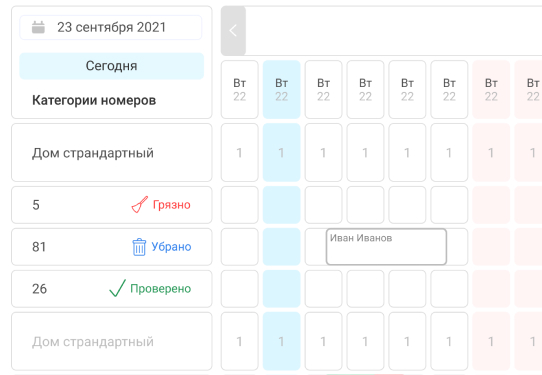 23 сентября 2021
Сегодня
Категории номеров
Вт Вт Вт Вт Вт Вт Вт Вт
22 22 22 22 22 22 22 22
Дом страндартный 1 1 1 1 1 1 1 1
5 Грязно
81 Убрано Иван Иванов
26 Проверено
Дом страндартный 1 1 1 1 1 1 1 1